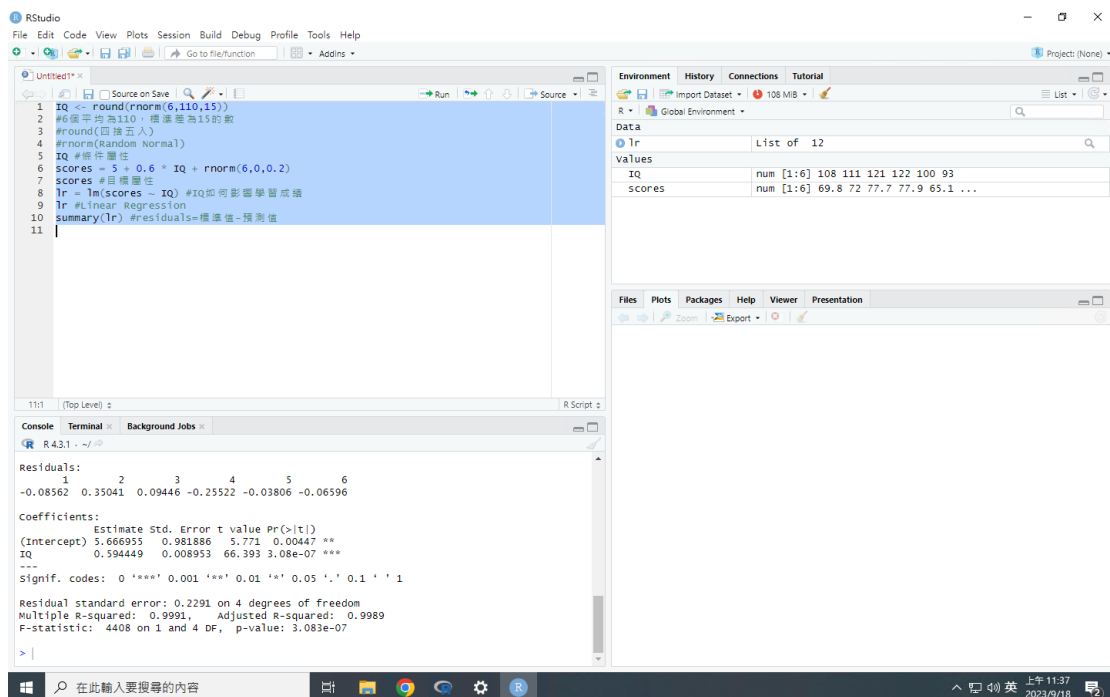 RStudio
File Edit Code View Plots Session Build Debug Profile Tools Help
Go to file/function Addins Project: (None)
Untitled1*
Source on Save Run Source
1 IQ <- round(rnorm(6,110,15))
2 #6個平均為110，標準差為15的數
3 #round(四捨五入)
4 #rnorm(Random Normal)
5 IQ #條件屬性
6 scores = 5 + 0.6 * IQ + rnorm(6,0,0.2)
7 scores #目標屬性
8 lr = lm(scores ~ IQ) #IQ如何影響學習成績
9 lr #Linear Regression
10 summary(lr) #residuals=標準值-預測值
11
11:1 (Top Level) R Script
Console Terminal Background Jobs
R 4.3.1 · ~/
Residuals:
1 2 3 4 5 6
-0.08562 0.35041 0.09446 -0.25522 -0.03806 -0.06596
Coefficients:
Estimate Std. Error t value Pr(>|t|)
(Intercept) 5.666955 0.981886 5.771 0.00447 **
IQ 0.594449 0.008953 66.393 3.08e-07 ***
---
Signif. codes: 0 ‘***’ 0.001 ‘**’ 0.01 ‘*’ 0.05 ‘.’ 0.1 ‘ ’ 1
Residual standard error: 0.2291 on 4 degrees of freedom
Multiple R-squared: 0.9991, Adjusted R-squared: 0.9989
F-statistic: 4408 on 1 and 4 DF, p-value: 3.083e-07
>
Environment History Connections Tutorial
Import Dataset 108 MiB List
R Global Environment
Data
lr List of 12
Values
IQ num [1:6] 108 111 121 122 100 93
scores num [1:6] 69.8 72 77.7 77.9 65.1 ...
Files Plots Packages Help Viewer Presentation
Zoom Export
在此輸入要搜尋的內容
英 上午 11:37
2023/9/18
2